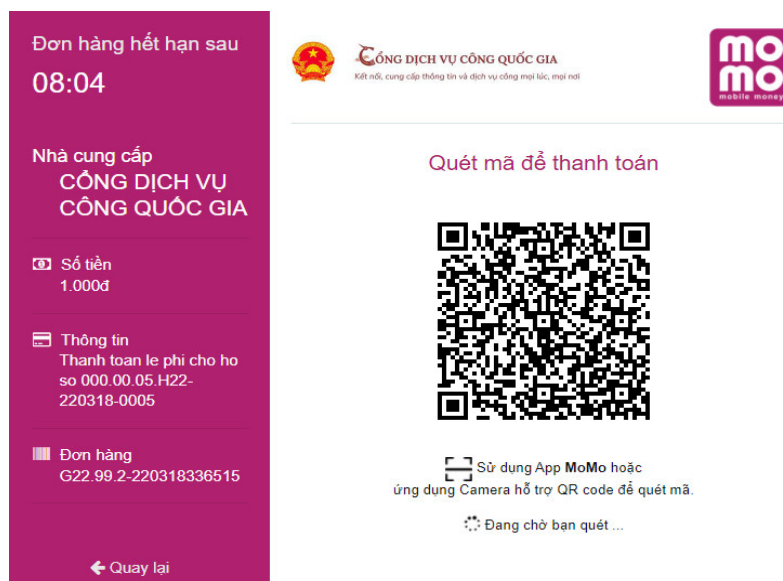 Đơn hàng hết hạn sau
08:04
Nhà cung cấp
CỔNG DỊCH VỤ
CÔNG QUỐC GIA
Số tiền
1.000đ
Thông tin
Thanh toan le phi cho ho
so 000.00.05.H22-
220318-0005
Đơn hàng
G22.99.2-220318336515
Quay lại
CỔNG DỊCH VỤ CÔNG QUỐC GIA
Kết nối, cung cấp thông tin và dịch vụ công mọi lúc, mọi nơi
mo
mo
mobile money
Quét mã để thanh toán
Sử dụng App MoMo hoặc
ứng dụng Camera hỗ trợ QR code để quét mã.
Đang chờ bạn quét ...